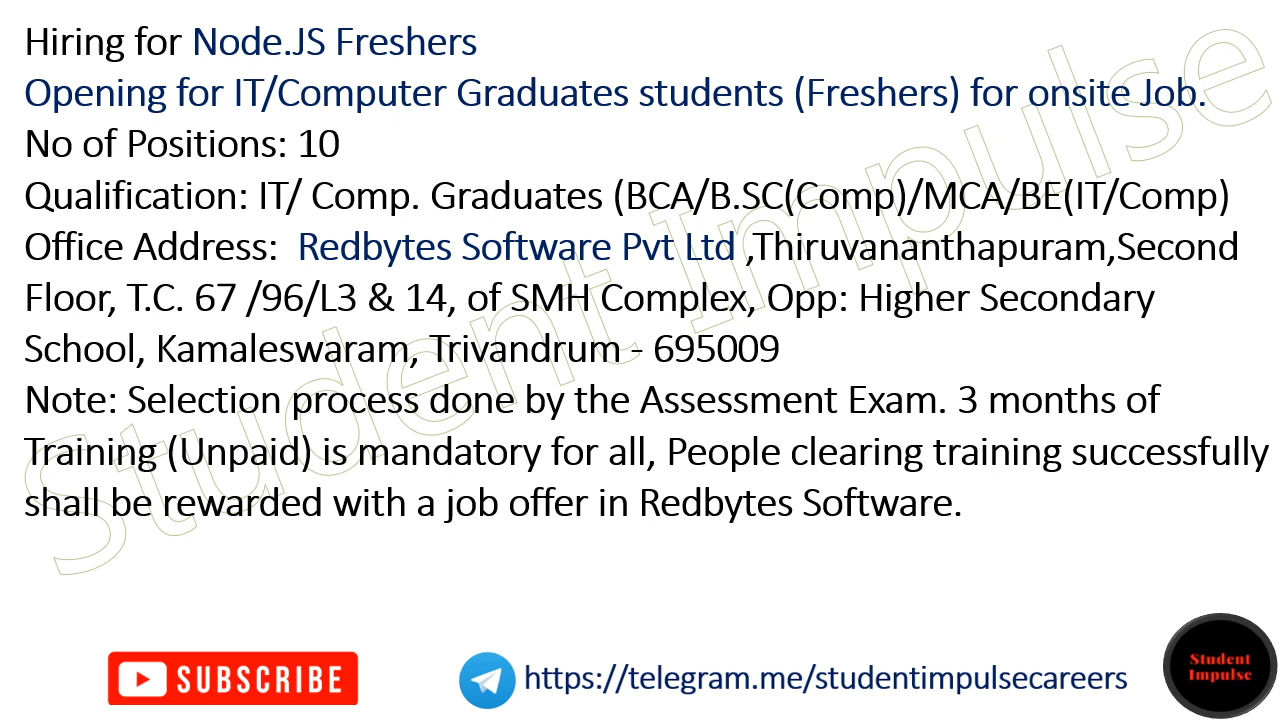 Hiring for Node.JS Freshers
Opening for IT/Computer Graduates students (Freshers) for onsite Job.
No of Positions: 10
Qualification: IT/ Comp. Graduates (BCA/B.SC(Comp)/MCA/BE(IT/Comp)
Office Address:  Redbytes Software Pvt Ltd ,Thiruvananthapuram,Second
Floor, T.C. 67 /96/L3 & 14, of SMH Complex, Opp: Higher Secondary
School, Kamaleswaram, Trivandrum - 695009
Note: Selection process done by the Assessment Exam. 3 months of
Training (Unpaid) is mandatory for all, People clearing training successfully
shall be rewarded with a job offer in Redbytes Software.
Student Impulse
SUBSCRIBE
https://telegram.me/studentimpulsecareers
Student
Impulse